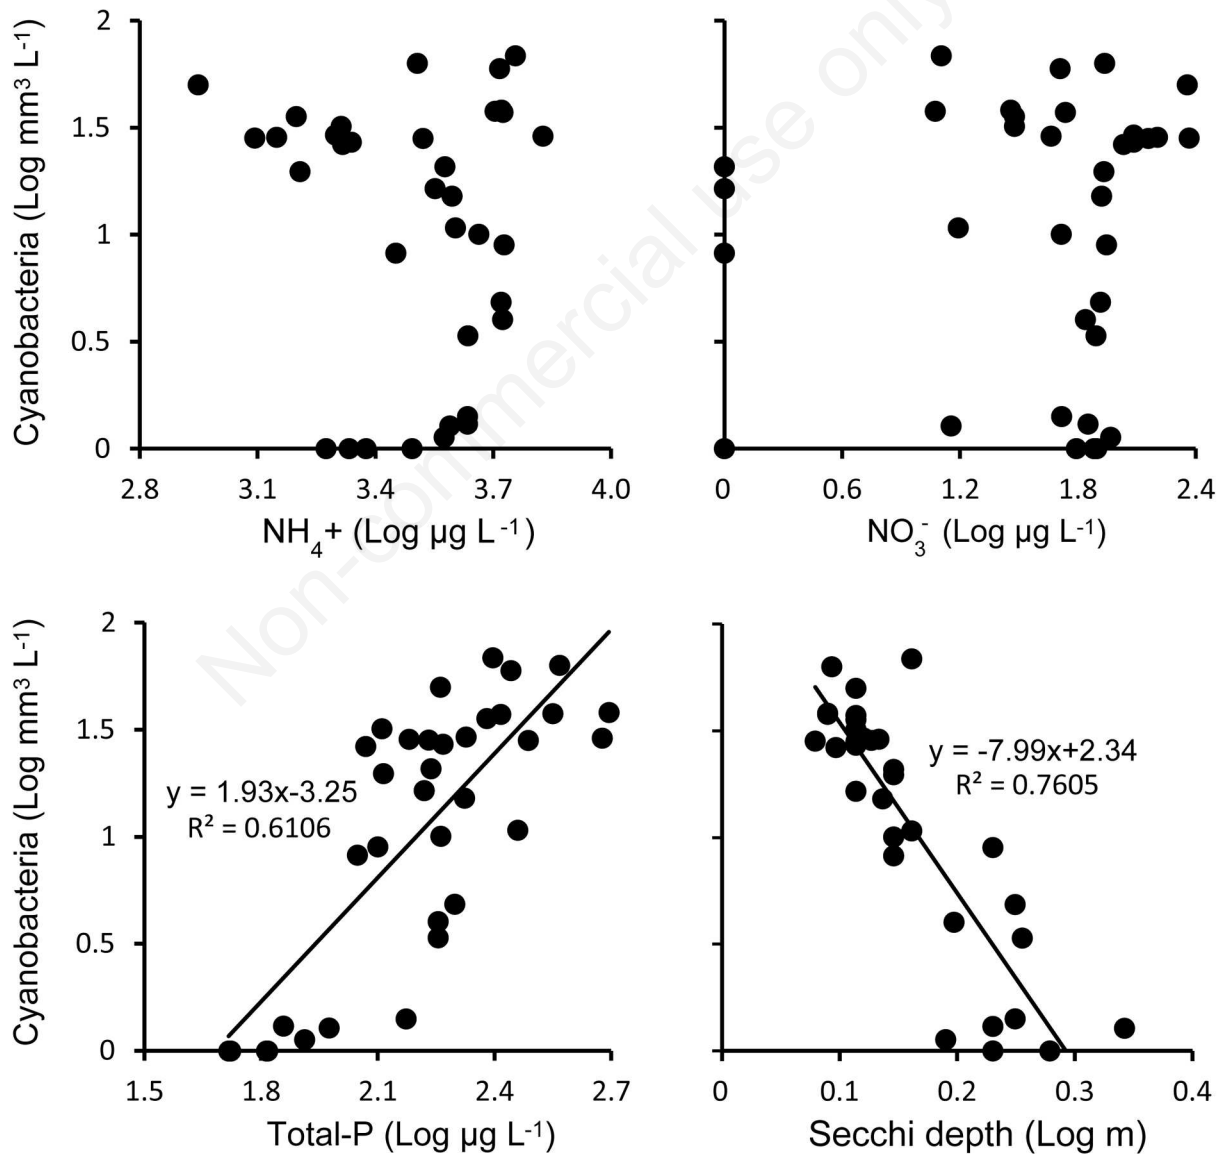 Cyanobacteria (Log mm³ L⁻¹)
2
1.5
1
0.5
0
2.8 3.1 3.4 3.7 4.0
NH₄+ (Log µg L⁻¹)
0 0.6 1.2 1.8 2.4
NO₃⁻ (Log µg L⁻¹)
Non-commercial use only
Cyanobacteria (Log mm³ L⁻¹)
2
1.5
1
0.5
0
y = 1.93x-3.25
R² = 0.6106
1.5 1.8 2.1 2.4 2.7
Total-P (Log µg L⁻¹)
y = -7.99x+2.34
R² = 0.7605
0 0.1 0.2 0.3 0.4
Secchi depth (Log m)